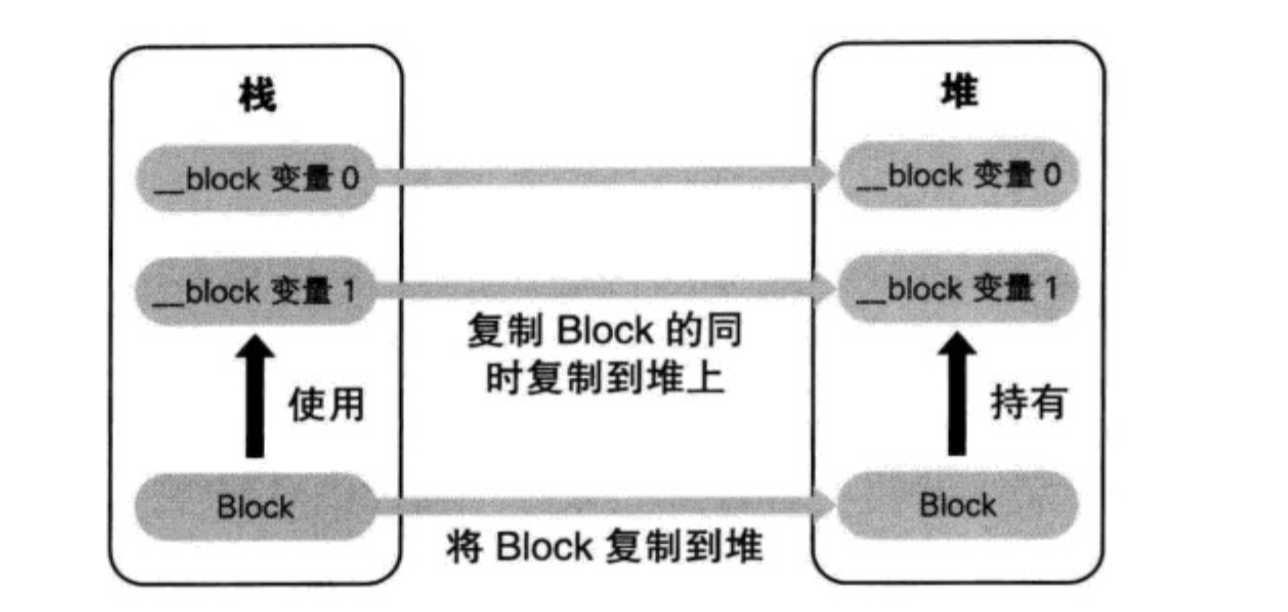 栈
堆
__block 变量 0
__block 变量 0
__block 变量 1
__block 变量 1
复制 Block 的同
时复制到堆上
使用
持有
Block
Block
将 Block 复制到堆